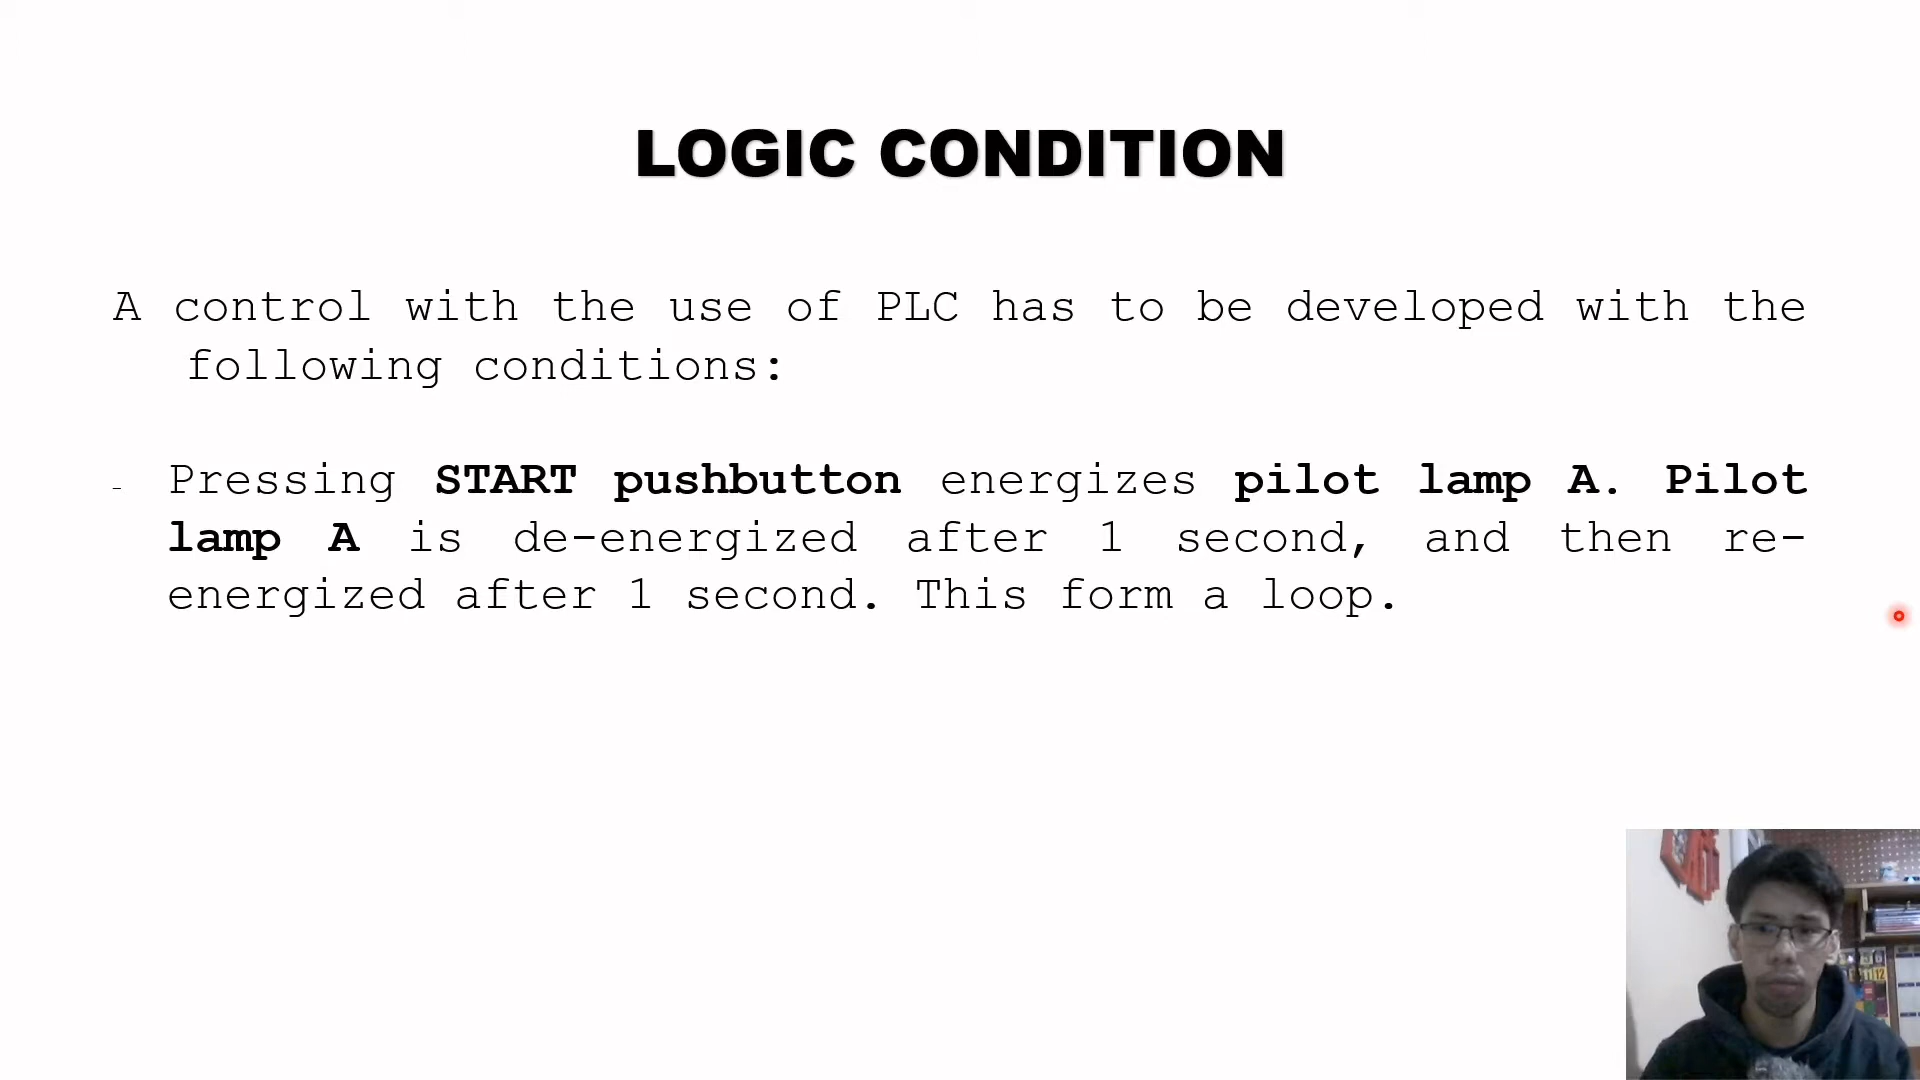 LOGIC CONDITION
A control with the use of PLC has to be developed with the
following conditions:
- Pressing START pushbutton energizes pilot lamp A. Pilot
lamp A is de-energized after 1 second, and then re-
energized after 1 second. This form a loop.